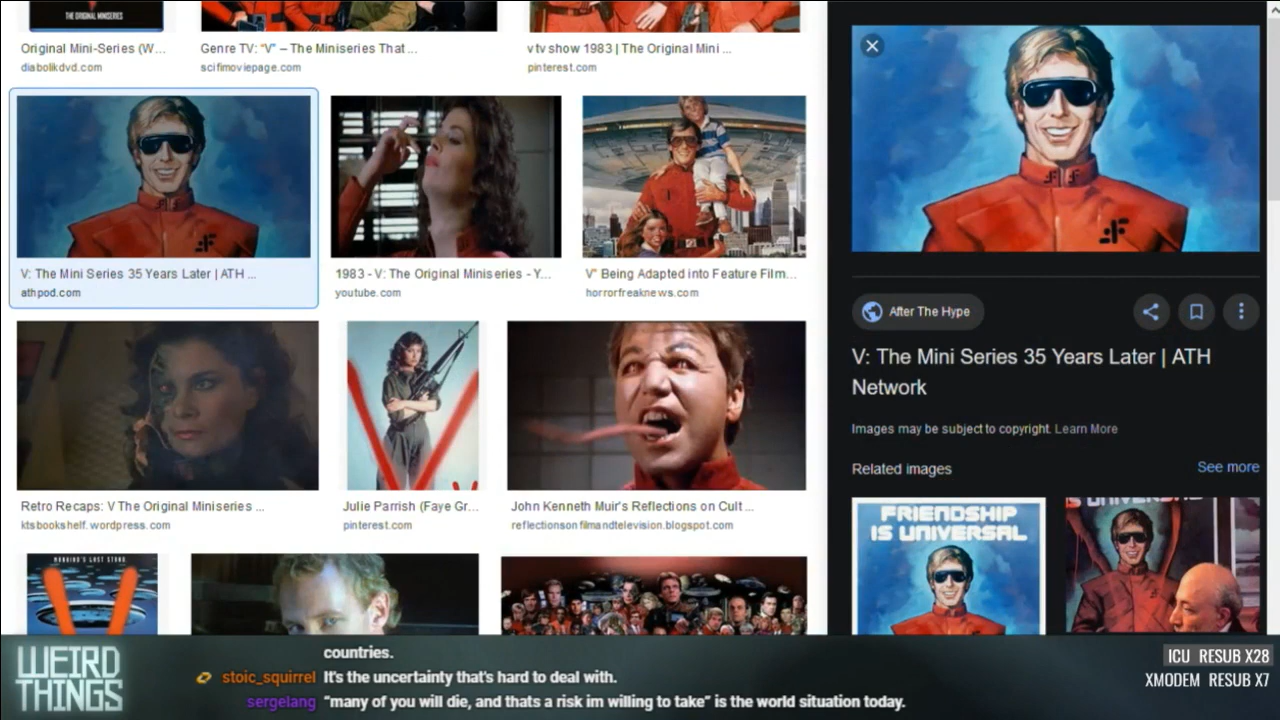 THE ORIGINAL MINISERIES
Original Mini-Series (W...
diabolikdvd.com
Genre TV: "V" – The Miniseries That ...
scifimoviepage.com
v tv show 1983 | The Original Mini ...
pinterest.com
V: The Mini Series 35 Years Later | ATH ...
athpod.com
1983 - V: The Original Miniseries - Y...
youtube.com
V" Being Adapted into Feature Film...
horrorfreaknews.com
Retro Recaps: V The Original Miniseries ...
ktsbookshelf.wordpress.com
Julie Parrish (Faye Gr...
pinterest.com
John Kenneth Muir's Reflections on Cult ...
reflectionsonfilmandtelevision.blogspot.com
MANKIND'S LAST STAND
After The Hype
V: The Mini Series 35 Years Later | ATH
Network
Images may be subject to copyright. Learn More
Related images
See more
FRIENDSHIP
IS UNIVERSAL
IS UNIVERSAL
WEIRD
THINGS
countries.
stoic_squirrel It's the uncertainty that's hard to deal with.
sergelang "many of you will die, and thats a risk im willing to take" is the world situation today.
ICU RESUB X28
XMODEM RESUB X7